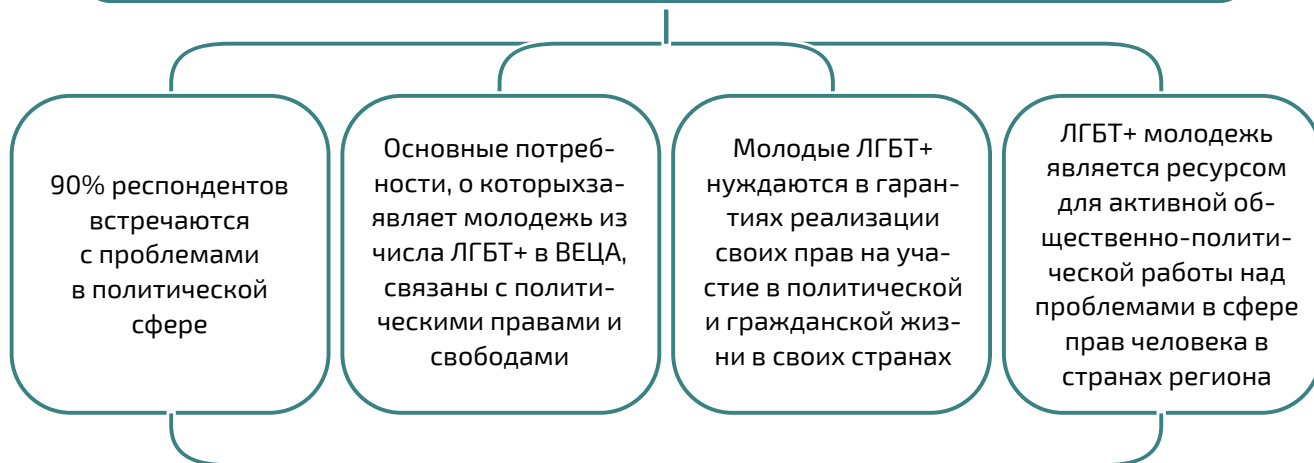 90% респондентов
встречаются
с проблемами
в политической
сфере
Основные потреб-
ности, о которыхза-
являет молодежь из
числа ЛГБТ+ в ВЕЦА,
связаны с полити-
ческими правами и
свободами
Молодые ЛГБТ+
нуждаются в гаран-
тиях реализации
своих прав на уча-
стие в политической
и гражданской жиз-
ни в своих странах
ЛГБТ+ молодежь
является ресурсом
для активной об-
щественно-полити-
ческой работы над
проблемами в сфере
прав человека в
странах региона